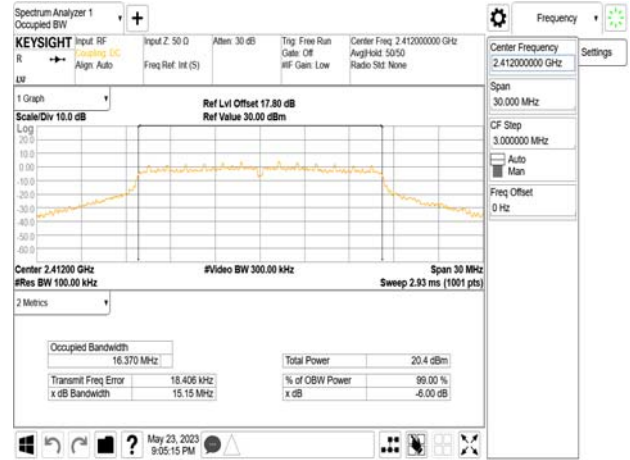 Spectrum Analyzer 1
Occupied BW
KEYSIGHT
R
Input: RF
Coupling: DC
Align: Auto
Input Z: 50 Ω
Freq Ref: Int (S)
Atten: 30 dB
Trig: Free Run
Gate: Off
#IF Gain: Low
Center Freq: 2.412000000 GHz
Avg|Hold: 50/50
Radio Std: None
1 Graph
Scale/Div 10.0 dB
Ref Lvl Offset 17.80 dB
Ref Value 30.00 dBm
Log
20.0
10.0
0.00
-10.0
-20.0
-30.0
-40.0
-50.0
-60.0
Center 2.41200 GHz
#Res BW 100.00 kHz
#Video BW 300.00 kHz
Span 30 MHz
Sweep 2.93 ms (1001 pts)
2 Metrics
Occupied Bandwidth
16.370 MHz
Transmit Freq Error 18.406 kHz
x dB Bandwidth 15.15 MHz
Total Power 20.4 dBm
% of OBW Power 99.00 %
x dB -6.00 dB
May 23, 2023
9:05:15 PM
Frequency
Center Frequency
2.412000000 GHz
Settings
Span
30.000 MHz
CF Step
3.000000 MHz
Auto
Man
Freq Offset
0 Hz